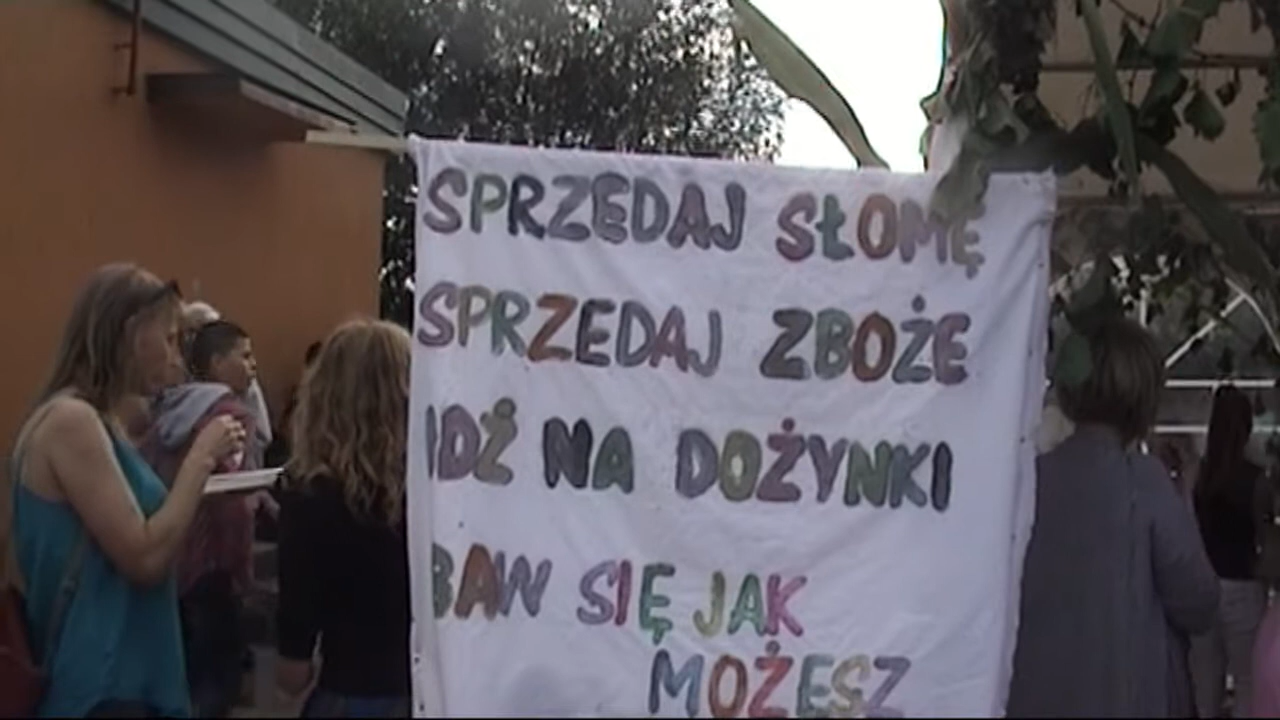 SPRZEDAJ SŁOMĘ
SPRZEDAJ ZBOŻE
IDŹ NA DOŻYNKI
BAW SIĘ JAK
MOŻESZ